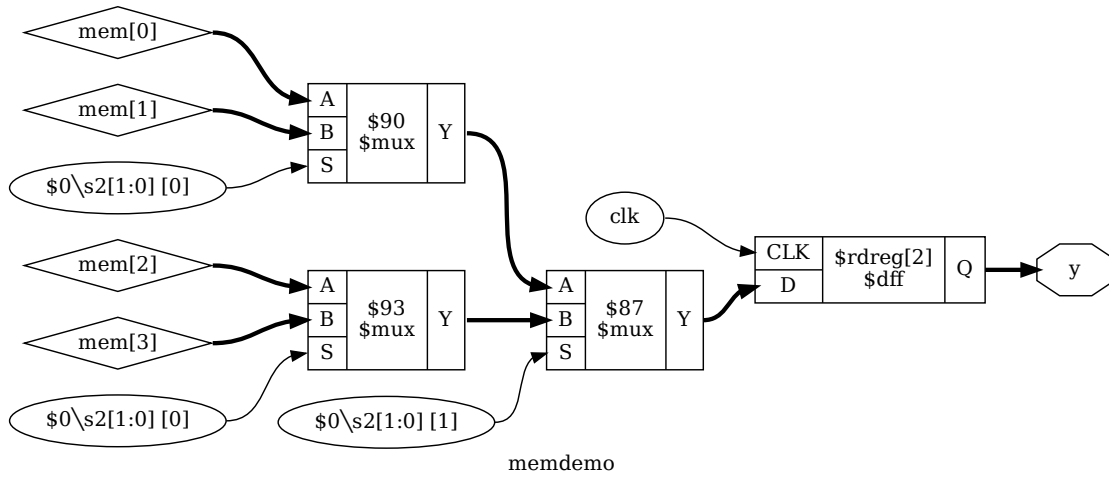 mem[0]
mem[1]
$0\s2[1:0] [0]
A
B
S
$90
$mux
Y
mem[2]
mem[3]
$0\s2[1:0] [0]
A
B
S
$93
$mux
Y
$0\s2[1:0] [1]
A
B
S
$87
$mux
Y
clk
CLK
D
$rdreg[2]
$dff
Q
y
memdemo